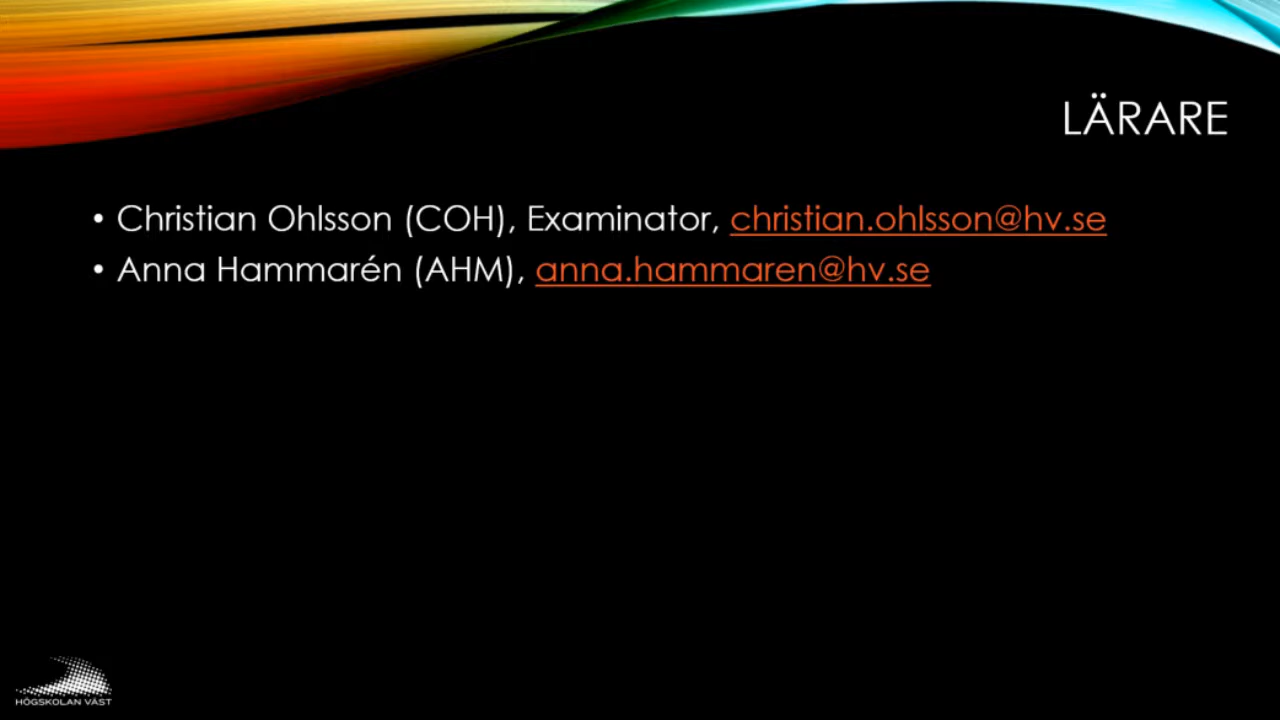 LÄRARE
• Christian Ohlsson (COH), Examinator, christian.ohlsson@hv.se
• Anna Hammarén (AHM), anna.hammaren@hv.se
HÖGSKOLAN VÄST